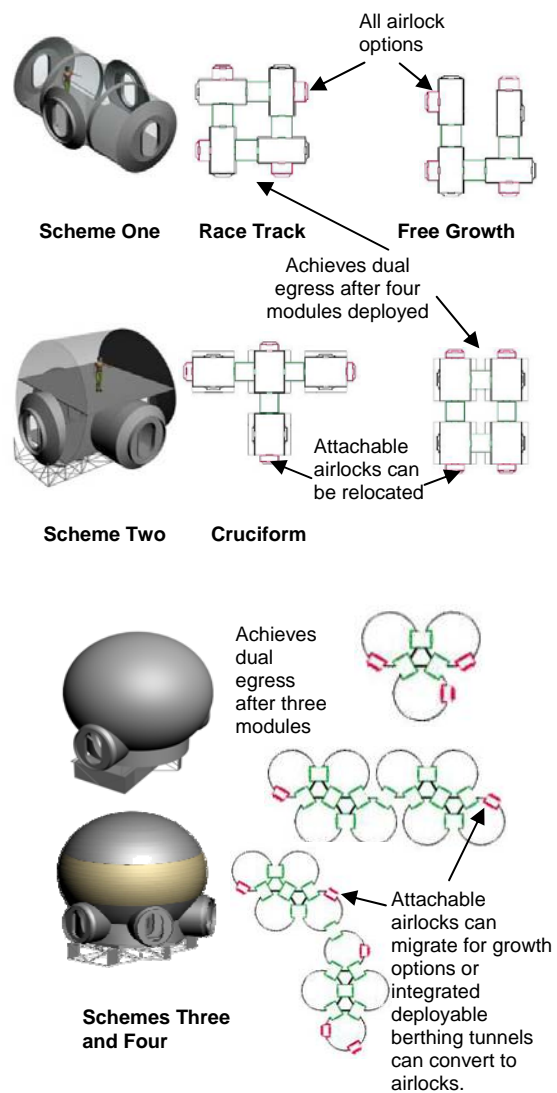 All airlock
options
Scheme One
Race Track
Free Growth
Achieves dual
egress after four
modules deployed
Attachable
airlocks can
be relocated
Scheme Two
Cruciform
Achieves
dual
egress
after three
modules
Attachable
airlocks can
migrate for growth
options or
integrated
deployable
berthing tunnels
can convert to
airlocks.
Schemes Three
and Four